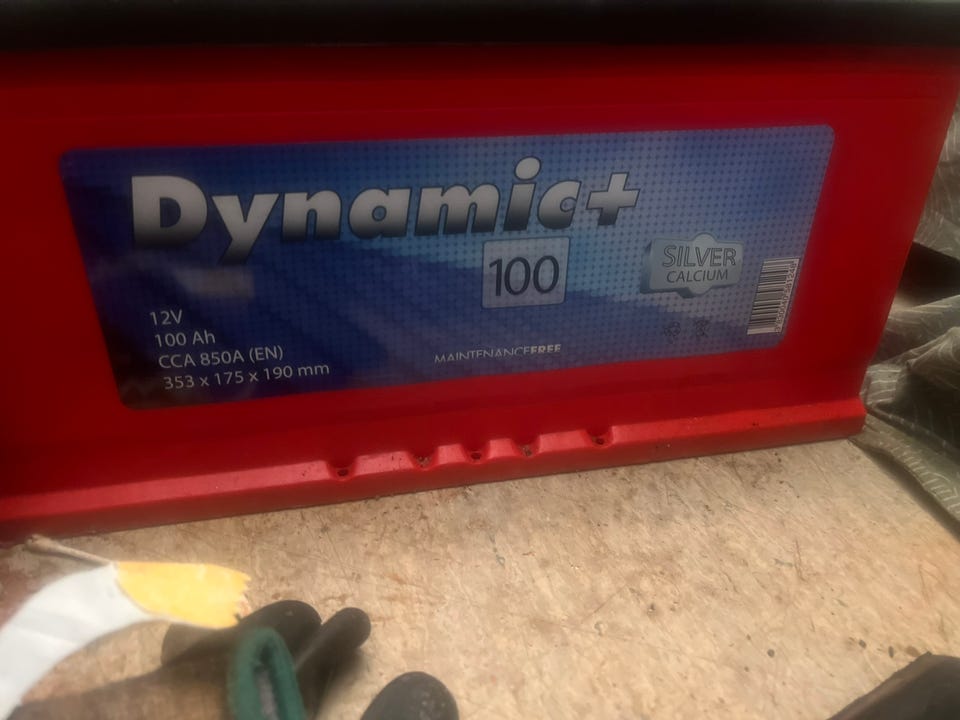 Dynamic+
100
SILVER
CALCIUM
12V
100 Ah
CCA 850A (EN)
353 x 175 x 190 mm
MAINTENANCEFREE